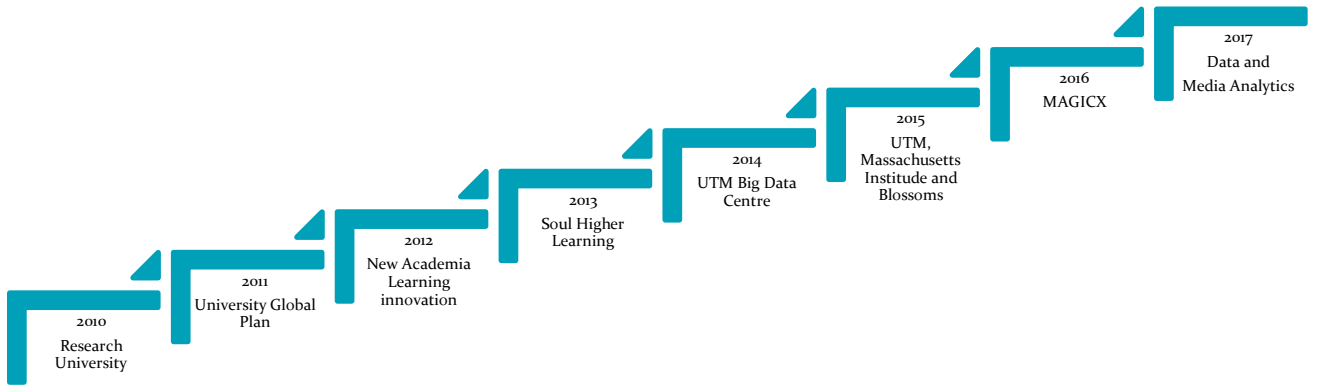 2010
Research
University
2011
University Global
Plan
2012
New Academia
Learning
innovation
2013
Soul Higher
Learning
2014
UTM Big Data
Centre
2015
UTM,
Massachusetts
Institude and
Blossoms
2016
MAGICX
2017
Data and
Media Analytics